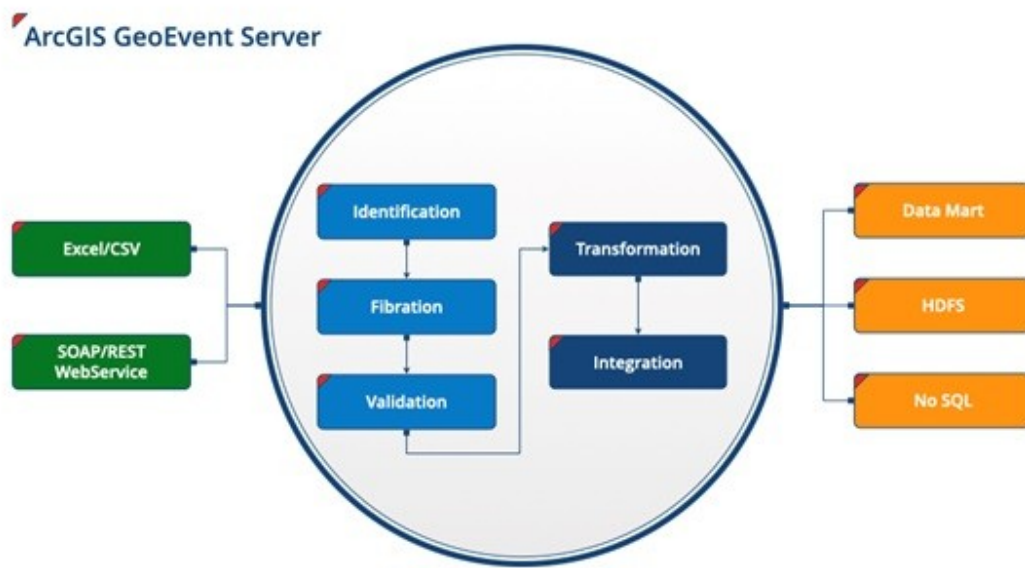 ArcGIS GeoEvent Server
Excel/CSV
SOAP/REST
WebService
Identification
Fibration
Validation
Transformation
Integration
Data Mart
HDFS
No SQL